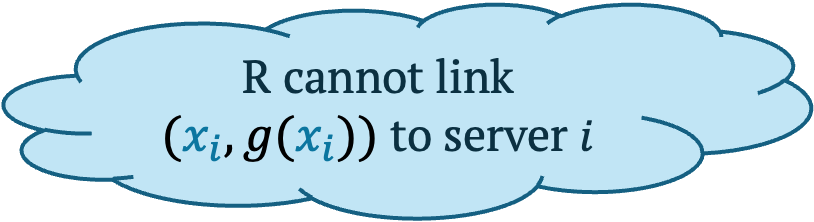 R cannot link
(xᵢ, g(xᵢ)) to server i